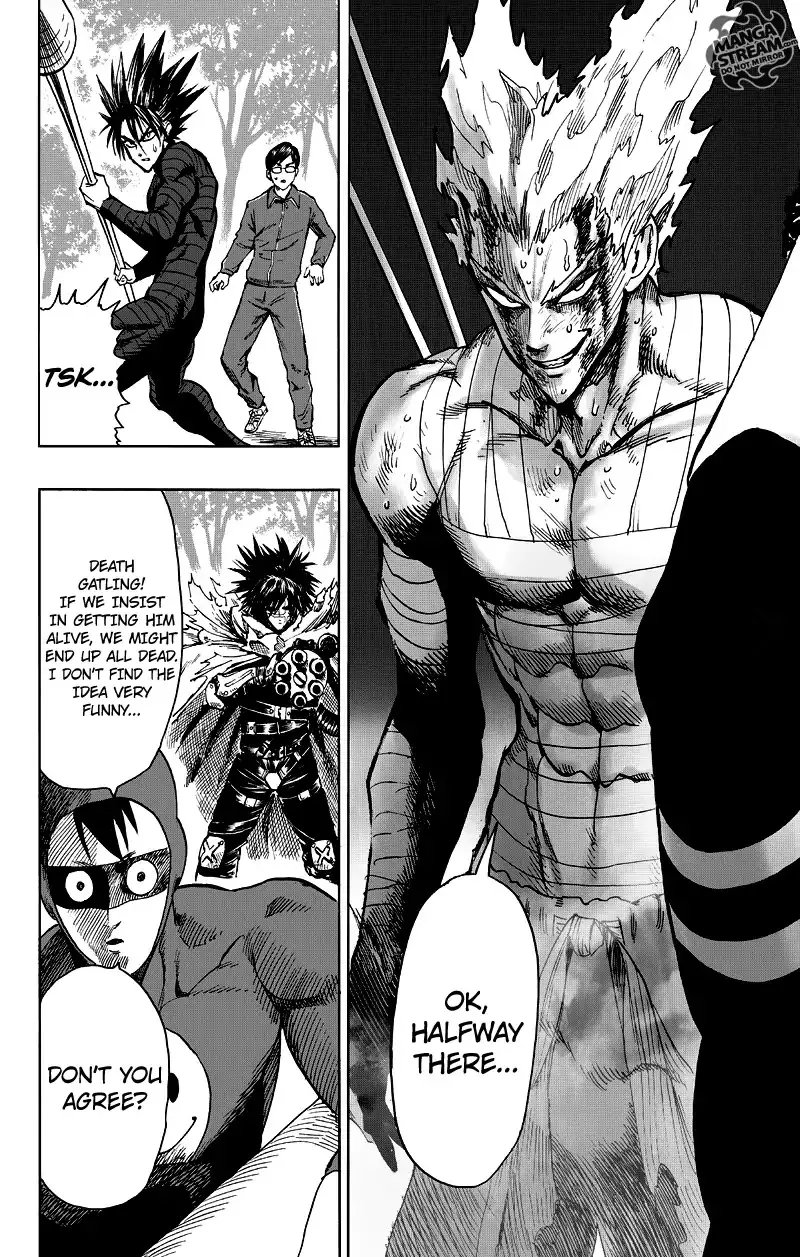 MANGA
STREAM.COM
DO NOT MIRROR
OK,
HALFWAY
THERE...
TSK...
DEATH
GATLING!
IF WE INSIST
IN GETTING HIM
ALIVE, WE MIGHT
END UP ALL DEAD.
I DON'T FIND THE
IDEA VERY
FUNNY...
DON'T YOU
AGREE?